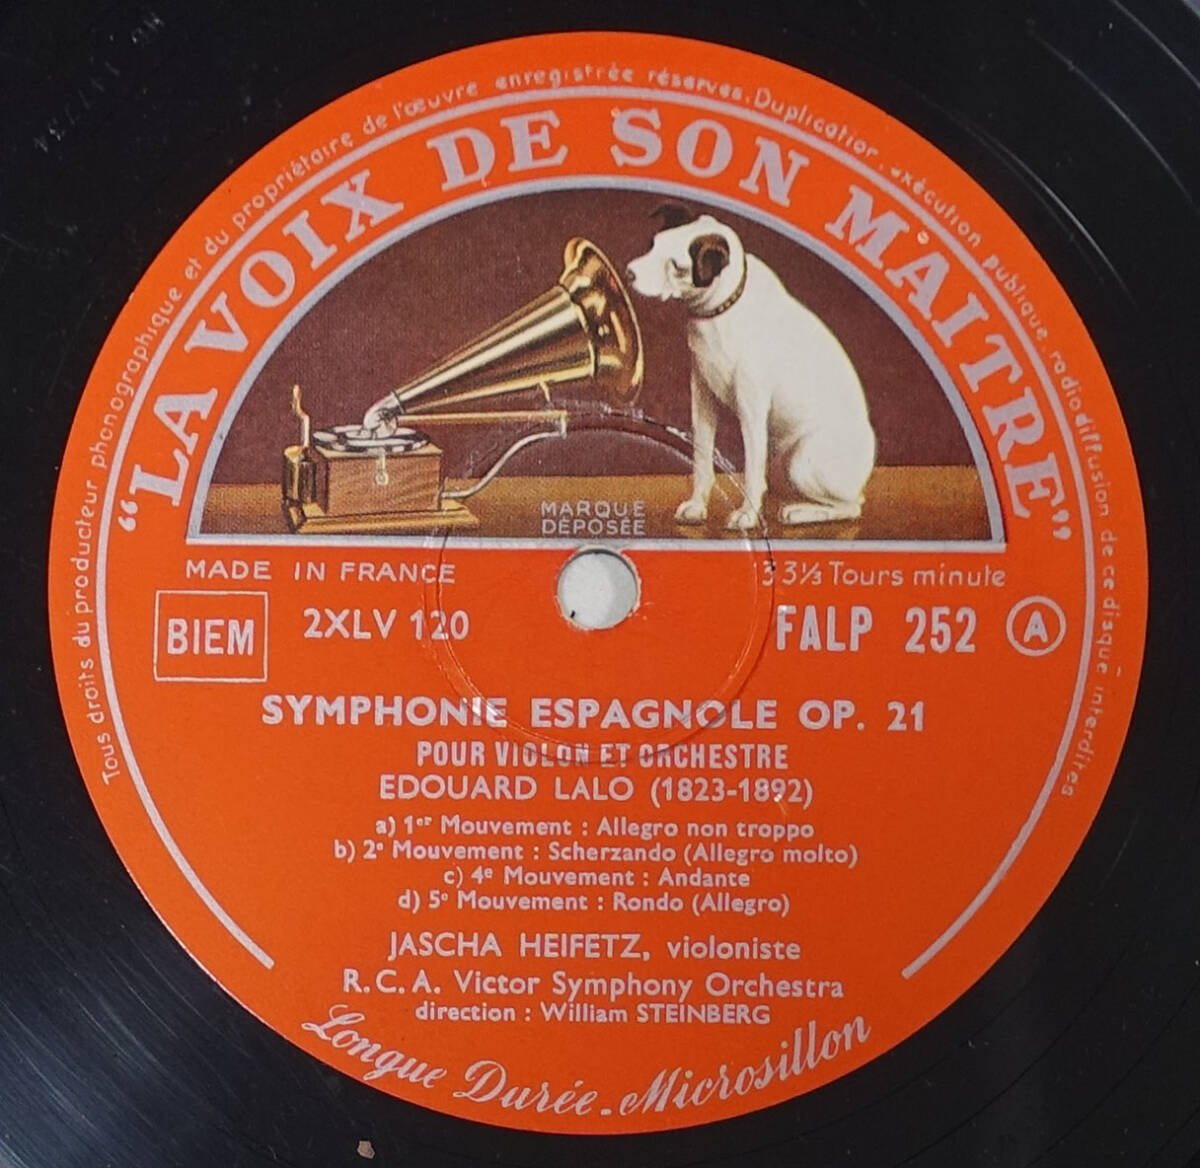 Tous droits du producteur phonographique et du propriétaire de l'œuvre enregistrée réservés. Duplication, exécution publique, radiodiffusion de ce disque interdites
"LA VOIX DE SON MAITRE"
MARQUE
DÉPOSÉE
MADE IN FRANCE
33⅓ Tours minute
BIEM
2XLV 120
FALP 252
A
SYMPHONIE ESPAGNOLE OP. 21
POUR VIOLON ET ORCHESTRE
EDOUARD LALO (1823-1892)
a) 1er Mouvement : Allegro non troppo
b) 2e Mouvement : Scherzando (Allegro molto)
c) 4e Mouvement : Andante
d) 5e Mouvement : Rondo (Allegro)
JASCHA HEIFETZ, violoniste
R.C.A. Victor Symphony Orchestra
direction : William STEINBERG
Longue Durée - Microsillon